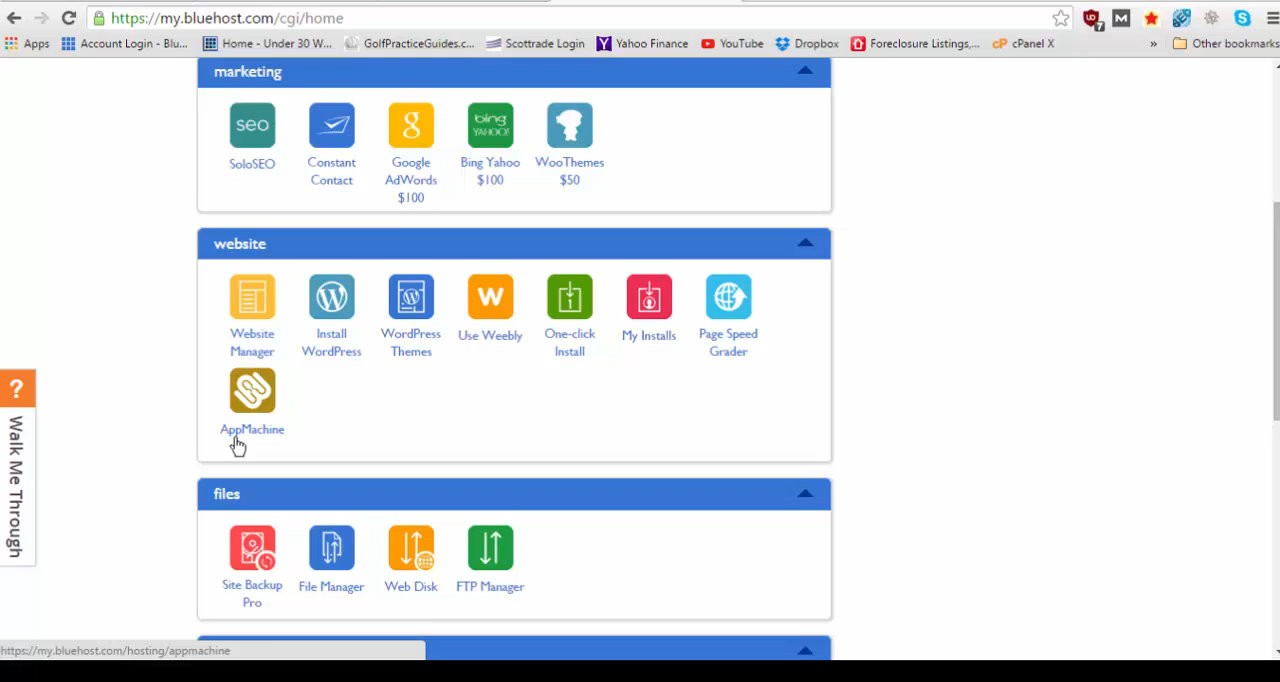 https://my.bluehost.com/cgi/home
UD 7 M
Apps Account Login - Blu... Home - Under 30 W... GolfPracticeGuides.c... Scottrade Login Yahoo Finance YouTube Dropbox Foreclosure Listings,... cP cPanel X » Other bookmarks
marketing
seo g bing YAHOO!
SoloSEO Constant Google Bing Yahoo WooThemes
Contact AdWords $100 $50
$100
website
W
Website Install WordPress Use Weebly One-click My Installs Page Speed
Manager WordPress Themes Install Grader
AppMachine
?
Walk Me Through
files
Site Backup File Manager Web Disk FTP Manager
Pro
https://my.bluehost.com/hosting/appmachine